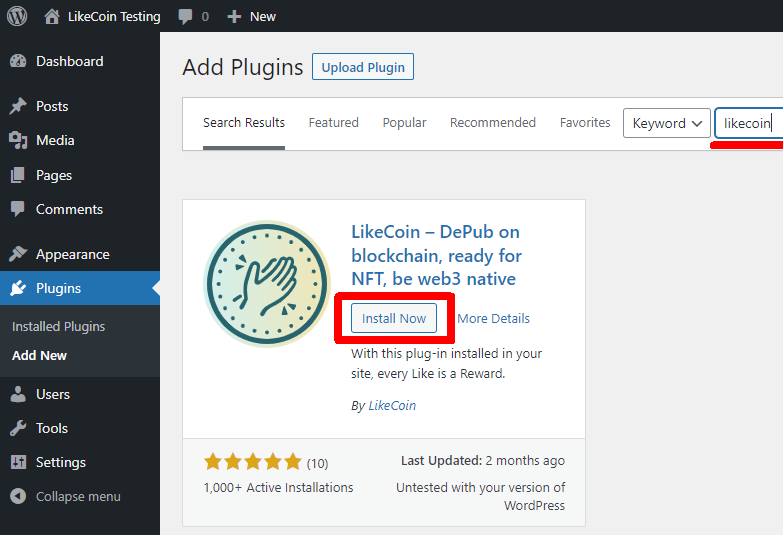 LikeCoin Testing 0 New
Dashboard
Posts
Media
Pages
Comments
Appearance
Plugins
Installed Plugins
Add New
Users
Tools
Settings
Collapse menu
Add Plugins Upload Plugin
Search Results Featured Popular Recommended Favorites Keyword likecoin
LikeCoin – DePub on
blockchain, ready for
NFT, be web3 native
Install Now More Details
With this plug-in installed in your
site, every Like is a Reward.
By LikeCoin
(10)
1,000+ Active Installations
Last Updated: 2 months ago
Untested with your version of
WordPress